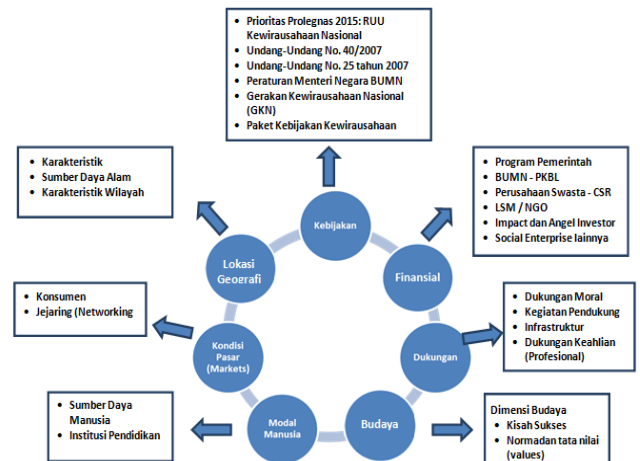 • Prioritas Prolegnas 2015: RUU
Kewirausahaan Nasional
• Undang-Undang No. 40/2007
• Undang-Undang No. 25 tahun 2007
• Peraturan Menteri Negara BUMN
• Gerakan Kewirausahaan Nasional
(GKN)
• Paket Kebijakan Kewirausahaan
• Karakteristik
• Sumber Daya Alam
• Karakteristik Wilayah
• Program Pemerintah
• BUMN - PKBL
• Perusahaan Swasta - CSR
• LSM / NGO
• Impact dan Angel Investor
• Social Enterprise lainnya
Kebijakan
Lokasi
Geografi
Finansial
• Konsumen
• Jejaring (Networking
• Dukungan Moral
• Kegiatan Pendukung
• Infrastruktur
• Dukungan Keahlian
(Profesional)
Kondisi
Pasar
(Markets)
Dukungan
• Sumber Daya
Manusia
• Institusi Pendidikan
Modal
Manusia
Budaya
Dimensi Budaya
• Kisah Sukses
• Normadan tata nilai
(values)